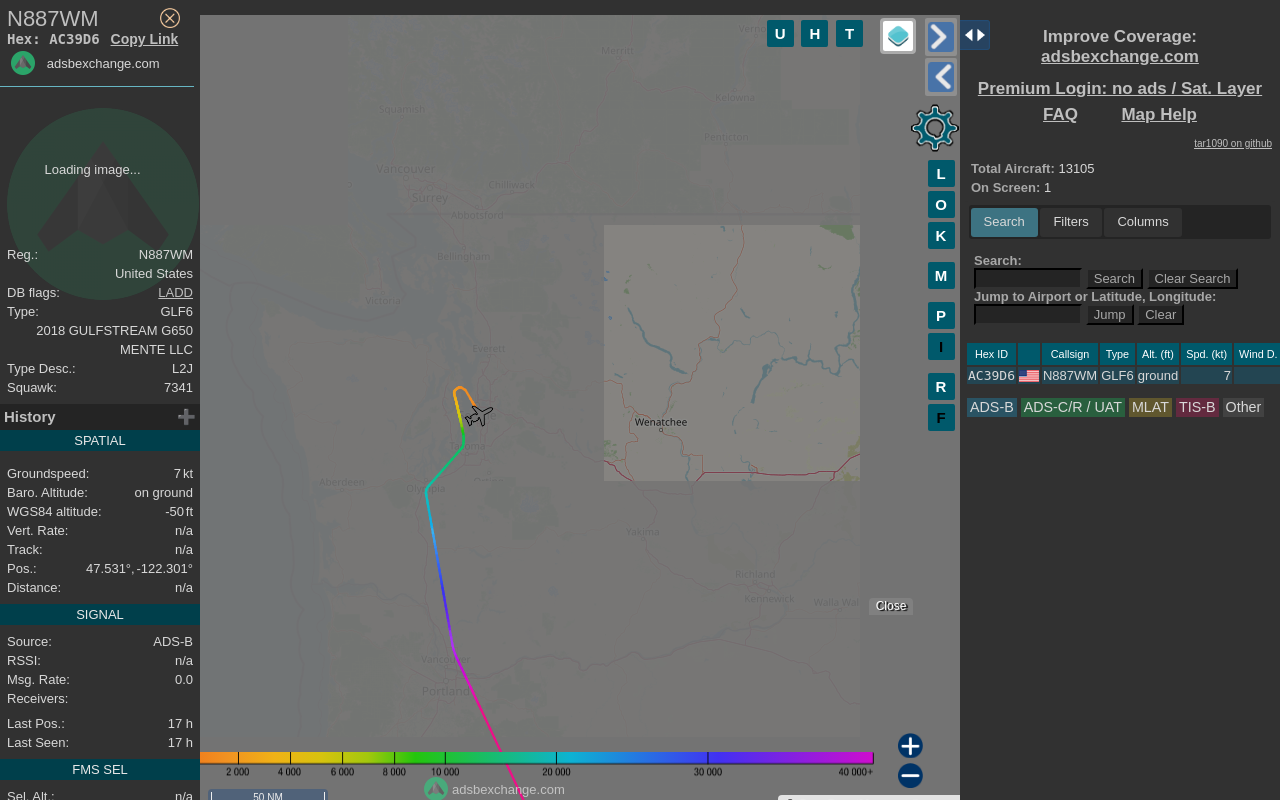 N887WM
Hex: AC39D6 Copy Link
adsbexchange.com
Loading image...
Reg.: N887WM
United States
DB flags: LADD
Type: GLF6
2018 GULFSTREAM G650
MENTE LLC
Type Desc.: L2J
Squawk: 7341
History
SPATIAL
Groundspeed: 7 kt
Baro. Altitude: on ground
WGS84 altitude: -50 ft
Vert. Rate: n/a
Track: n/a
Pos.: 47.531°, -122.301°
Distance: n/a
SIGNAL
Source: ADS-B
RSSI: n/a
Msg. Rate: 0.0
Receivers:
Last Pos.: 17 h
Last Seen: 17 h
FMS SEL
Sel. Alt.: n/a
U H T
L
O
K
M
P
I
R
F
Merritt
Kelowna
Squamish
Penticton
Vancouver
Surrey
Chilliwack
Abbotsford
Bellingham
Victoria
Everett
Wenatchee
Tacoma
Aberdeen
Olympia
Yakima
Richland
Kennewick
Walla Wa
Vancouver
Portland
Close
2 000 4 000 6 000 8 000 10 000 20 000 30 000 40 000+
adsbexchange.com
50 NM
Improve Coverage:
adsbexchange.com
Premium Login: no ads / Sat. Layer
FAQ Map Help
tar1090 on github
Total Aircraft: 13105
On Screen: 1
Search Filters Columns
Search:
Search Clear Search
Jump to Airport or Latitude, Longitude:
Jump Clear
Hex ID Callsign Type Alt. (ft) Spd. (kt) Wind D.
AC39D6 N887WM GLF6 ground 7
ADS-B ADS-C/R / UAT MLAT TIS-B Other